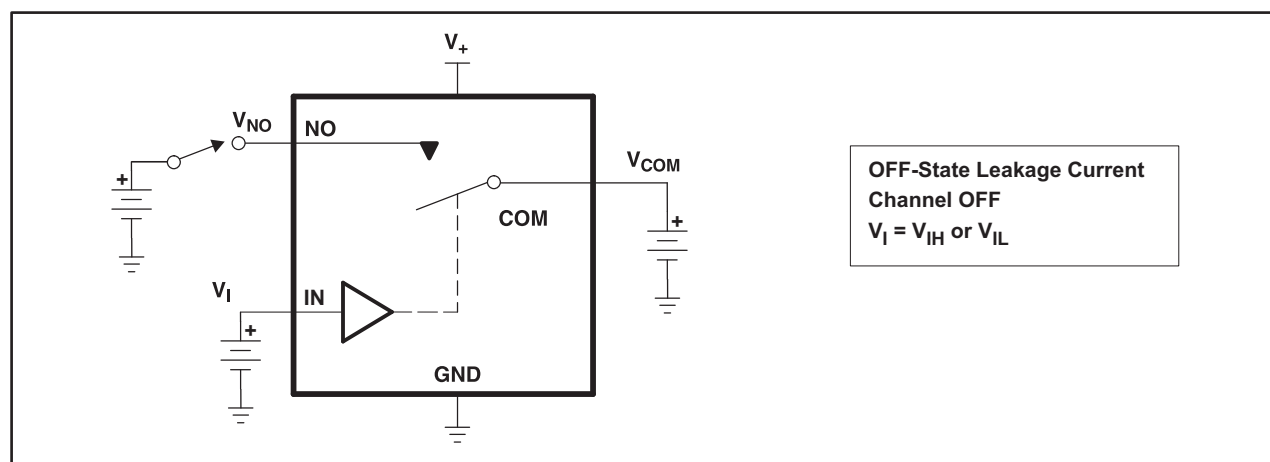 V+
VNO
NO
+
VCOM
COM
+
VI
IN
+
GND
OFF-State Leakage Current
Channel OFF
VI = VIH or VIL